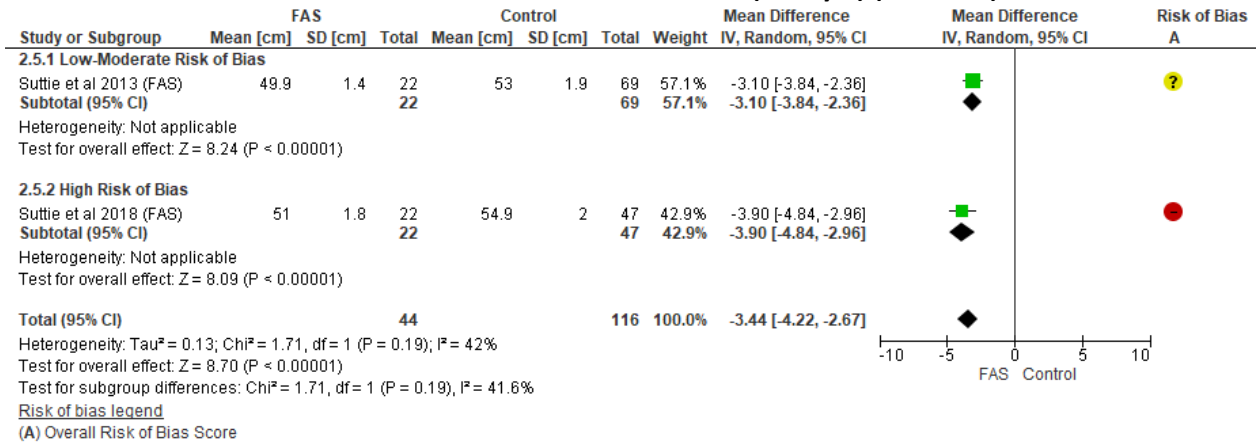 FAS Control Mean Difference Mean Difference Risk of Bias
Study or Subgroup Mean [cm] SD [cm] Total Mean [cm] SD [cm] Total Weight IV, Random, 95% CI IV, Random, 95% CI A
2.5.1 Low-Moderate Risk of Bias
Suttie et al 2013 (FAS) 49.9 1.4 22 53 1.9 69 57.1% -3.10 [-3.84, -2.36] ?
Subtotal (95% CI) 22 69 57.1% -3.10 [-3.84, -2.36]
Heterogeneity: Not applicable
Test for overall effect: Z = 8.24 (P < 0.00001)
2.5.2 High Risk of Bias
Suttie et al 2018 (FAS) 51 1.8 22 54.9 2 47 42.9% -3.90 [-4.84, -2.96] -
Subtotal (95% CI) 22 47 42.9% -3.90 [-4.84, -2.96]
Heterogeneity: Not applicable
Test for overall effect: Z = 8.09 (P < 0.00001)
Total (95% CI) 44 116 100.0% -3.44 [-4.22, -2.67]
Heterogeneity: Tau² = 0.13; Chi² = 1.71, df = 1 (P = 0.19); I² = 42%
Test for overall effect: Z = 8.70 (P < 0.00001)
Test for subgroup differences: Chi² = 1.71, df = 1 (P = 0.19), I² = 41.6%
-10 -5 0 5 10
FAS Control
Risk of bias legend
(A) Overall Risk of Bias Score